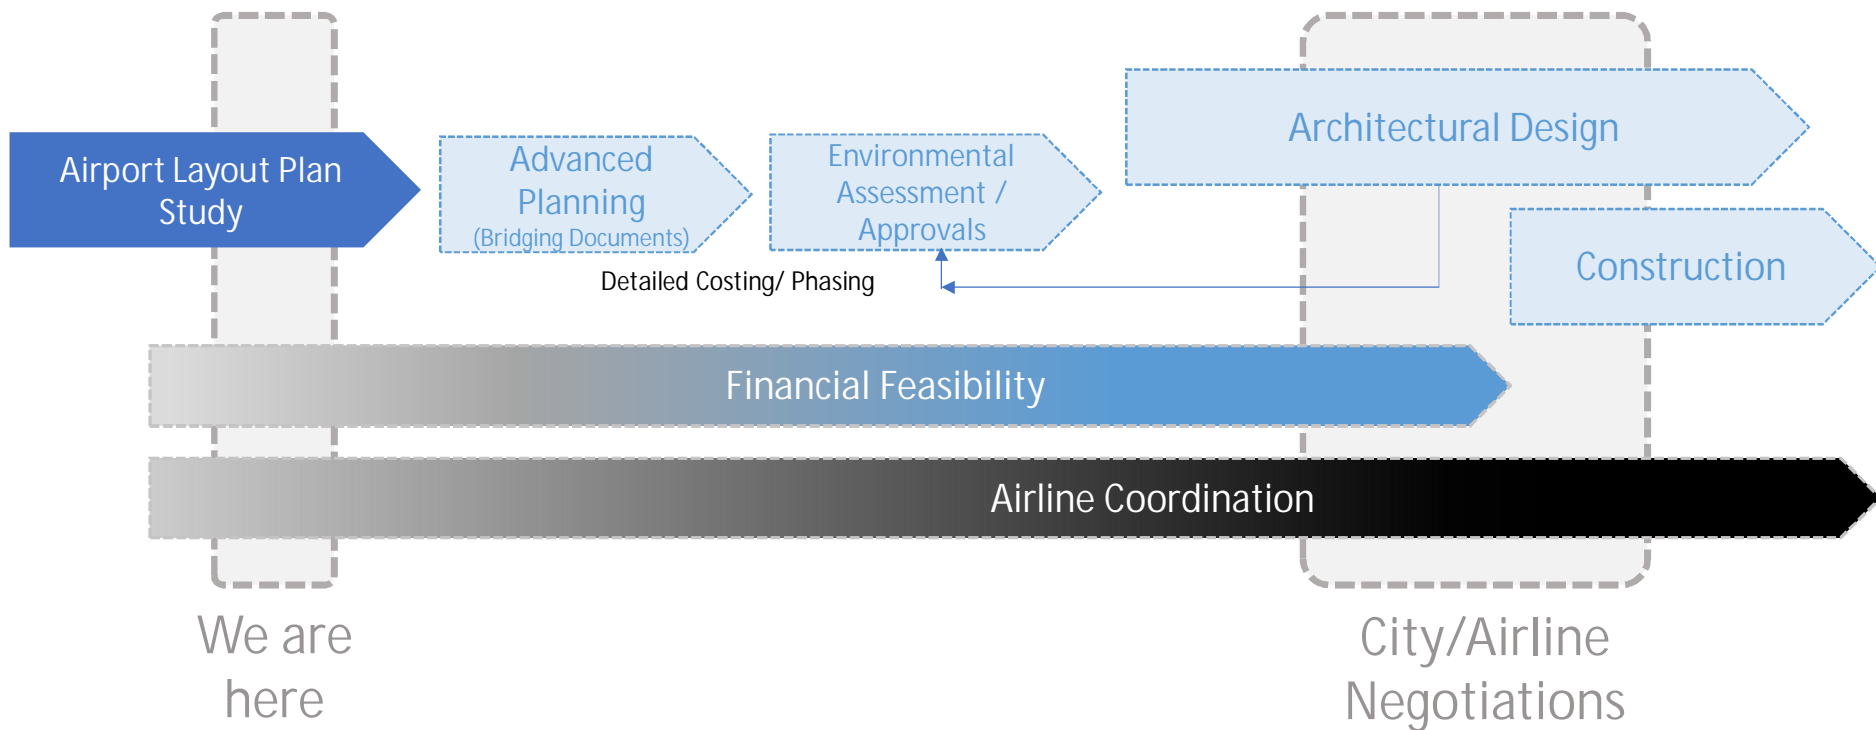 Airport Layout Plan
Study
Advanced
Planning
(Bridging Documents)
Environmental
Assessment /
Approvals
Architectural Design
Construction
Detailed Costing/ Phasing
Financial Feasibility
Airline Coordination
We are
here
City/Airline
Negotiations